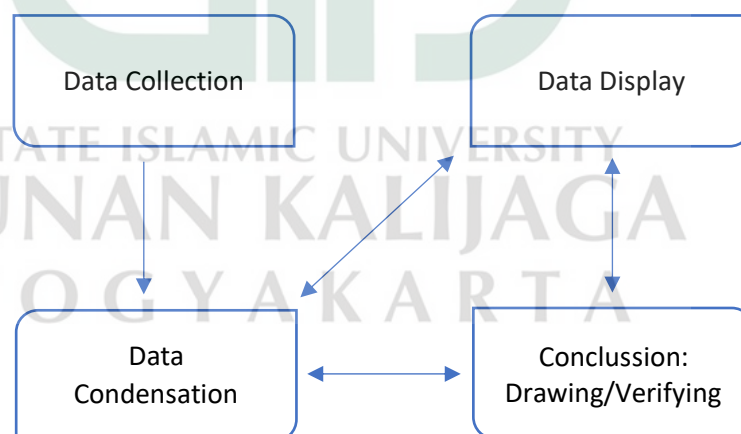 Data Collection
Data Display
STATE ISLAMIC UNIVERSITY
SUNAN KALIJAGA
YOGYAKARTA
Data
Condensation
Conclussion:
Drawing/Verifying